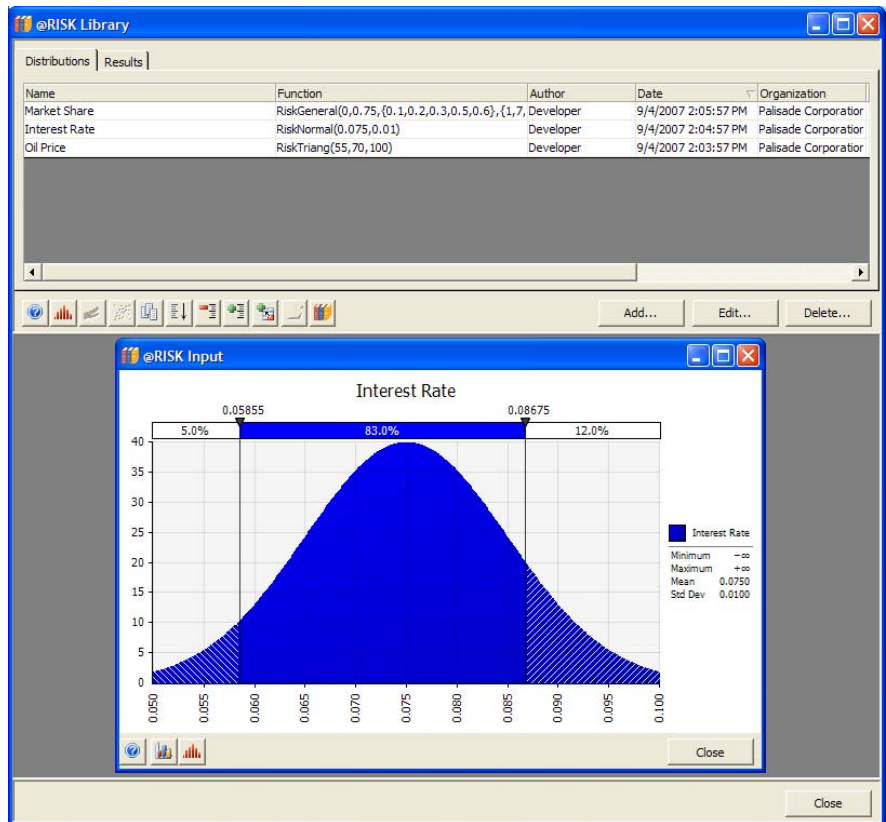 @RISK Library
Distributions Results
Name Function Author Date Organization
Market Share RiskGeneral(0,0.75,{0.1,0.2,0.3,0.5,0.6},{1,7, Developer 9/4/2007 2:05:57 PM Palisade Corporatior
Interest Rate RiskNormal(0.075,0.01) Developer 9/4/2007 2:04:57 PM Palisade Corporatior
Oil Price RiskTriang(55,70,100) Developer 9/4/2007 2:03:57 PM Palisade Corporatior
Add... Edit... Delete...
@RISK Input
Interest Rate
0.05855 0.08675
5.0% 83.0% 12.0%
40
35
30
25
20
15
10
5
0
Interest Rate
Minimum -∞
Maximum +∞
Mean 0.0750
Std Dev 0.0100
0.050 0.055 0.060 0.065 0.070 0.075 0.080 0.085 0.090 0.095 0.100
Close
Close